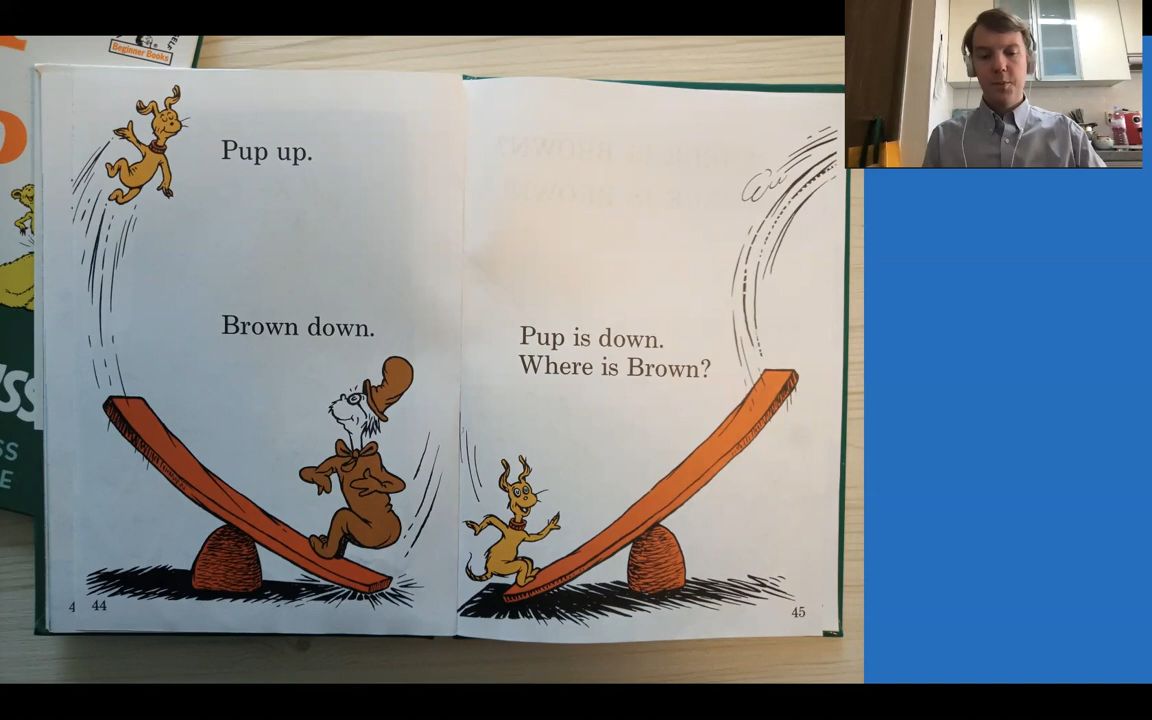 Beginner Books
Pup up.
Brown down.
4 44
Pup is down.
Where is Brown?
45